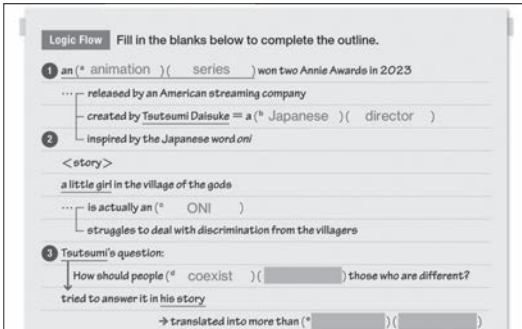 Logic Flow Fill in the blanks below to complete the outline.
1 an (a animation )( series ) won two Annie Awards in 2023
released by an American streaming company
created by Tsutsumi Daisuke = a (b Japanese )( director )
2 inspired by the Japanese word oni
<story>
a little girl in the village of the gods
is actually an (c ONI )
struggles to deal with discrimination from the villagers
3 Tsutsumi's question:
How should people (d coexist )( ) those who are different?
tried to answer it in his story
→ translated into more than (e )( )